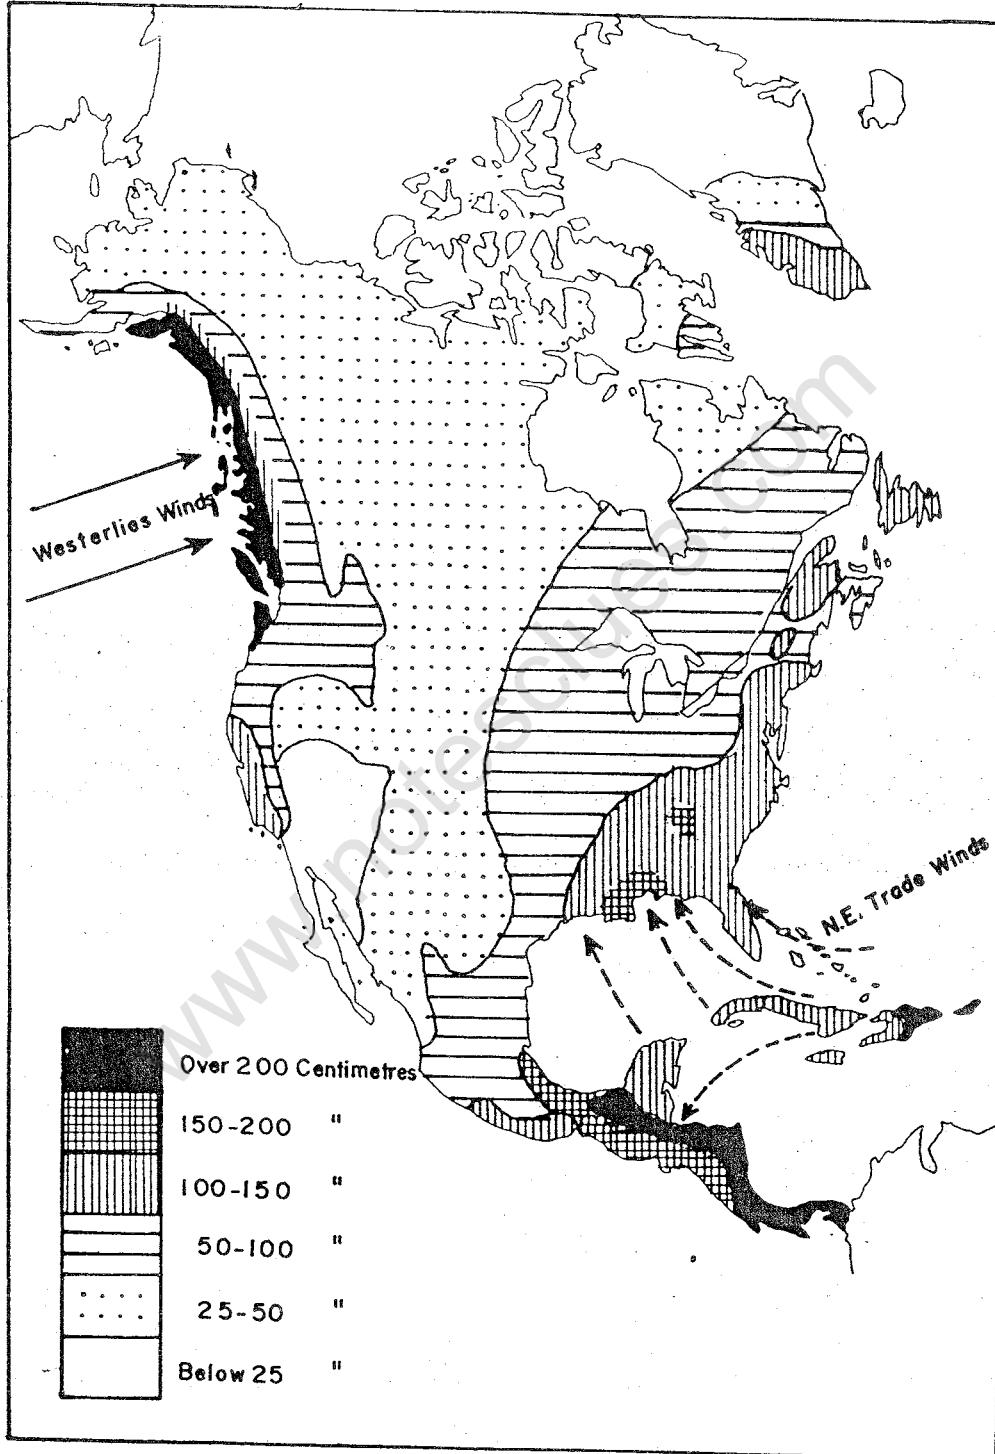 Westerlies Winds
N.E. Trade Winds
Over 200 Centimetres
150-200 "
100-150 "
50-100 "
25-50 "
Below 25 "
www.notesclues.com